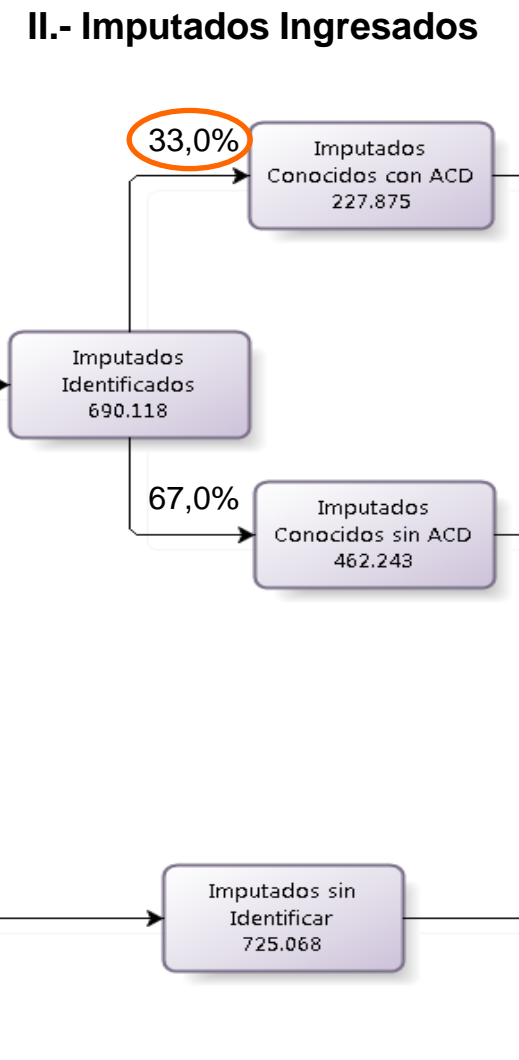 II.- Imputados Ingresados
33,0%
Imputados
Conocidos con ACD
227.875
Imputados
Identificados
690.118
67,0%
Imputados
Conocidos sin ACD
462.243
Imputados sin
Identificar
725.068